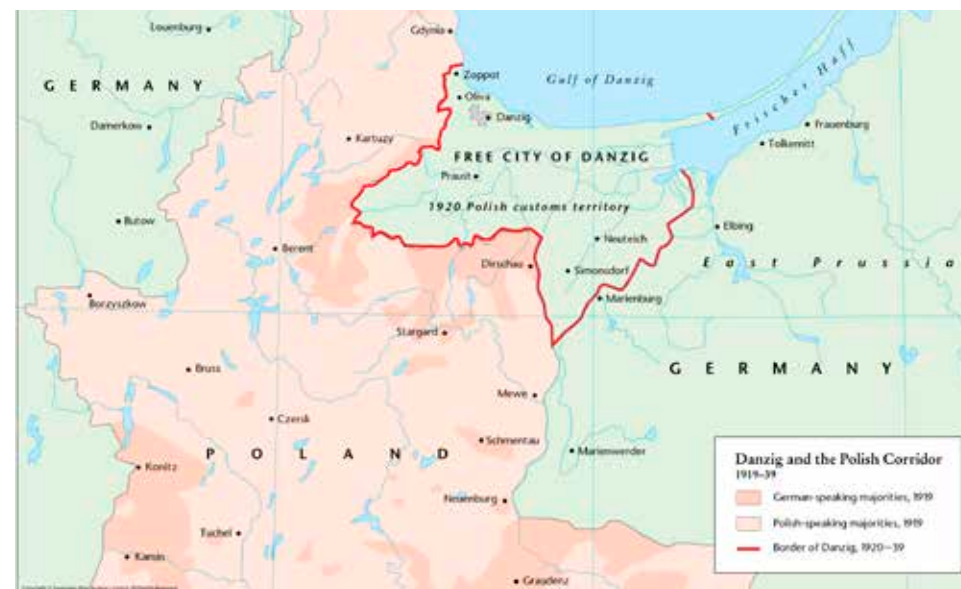 Louenburg
Gdynia
GERMANY
Zoppot
Gulf of Danzig
Oliva
Danzig
Frischer Haff
Damerkow
Frauenburg
Kartuzy
Tolkemitt
FREE CITY OF DANZIG
Praust
1920 Polish customs territory
Butow
Elbing
Neuteich
Berent
East Prussia
Dirschau
Simonsdorf
Borzyszkow
Marienburg
Stargard
Bruss
GERMANY
Mewe
Czersk
Schmentau
POLAND
Marienwerder
Konitz
Neuenburg
Tuchel
Kamin
Graudenz
Danzig and the Polish Corridor
1919–39
German-speaking majorities, 1919
Polish-speaking majorities, 1919
Border of Danzig, 1920–39